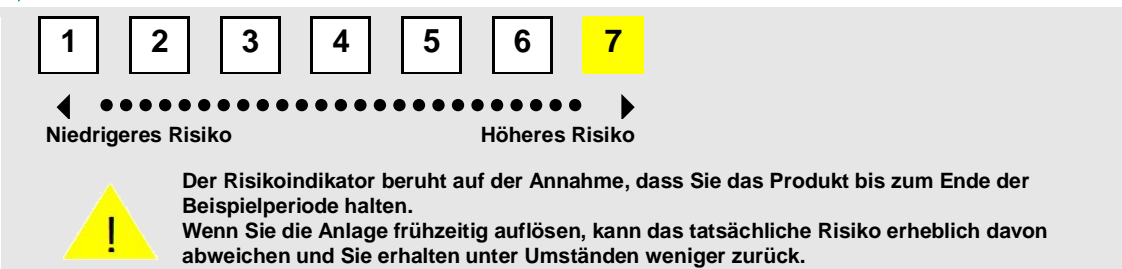 1 2 3 4 5 6 7
Niedrigeres Risiko Höheres Risiko
Der Risikoindikator beruht auf der Annahme, dass Sie das Produkt bis zum Ende der
Beispielperiode halten.
Wenn Sie die Anlage frühzeitig auflösen, kann das tatsächliche Risiko erheblich davon
abweichen und Sie erhalten unter Umständen weniger zurück.
!